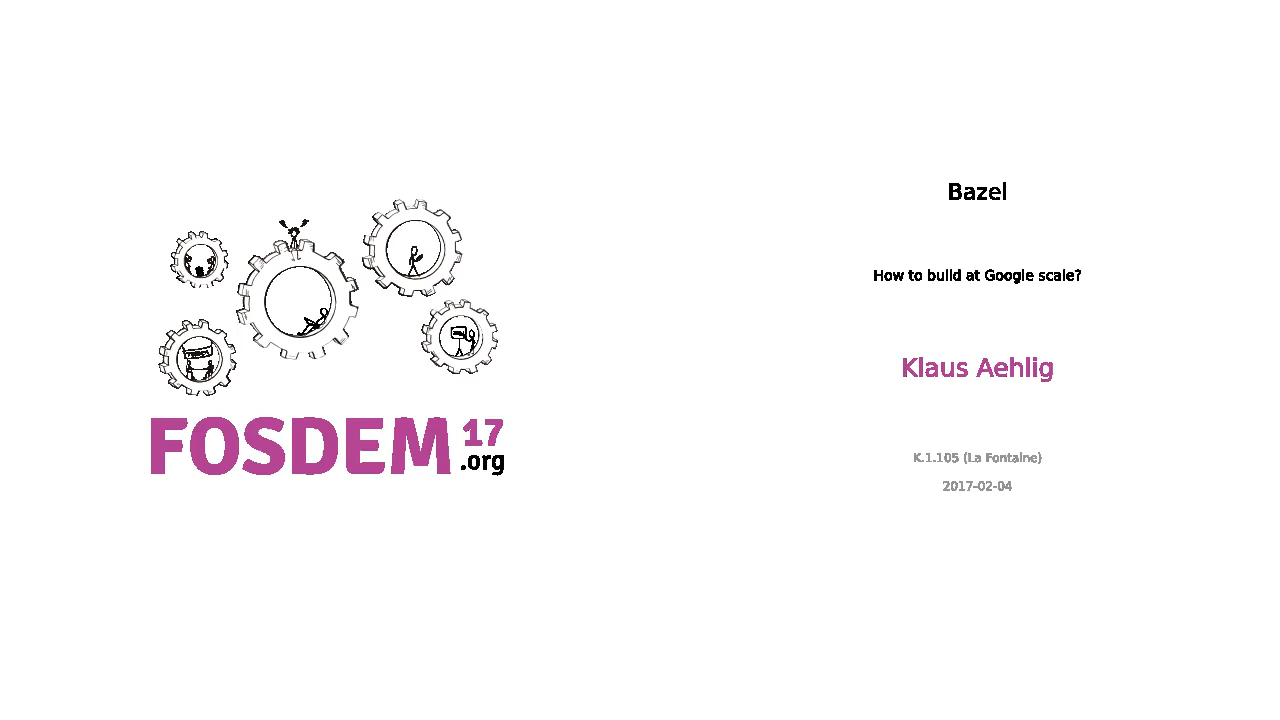 FOSDEM 17
.org
Bazel
How to build at Google scale?
Klaus Aehlig
K.1.105 (La Fontaine)
2017-02-04